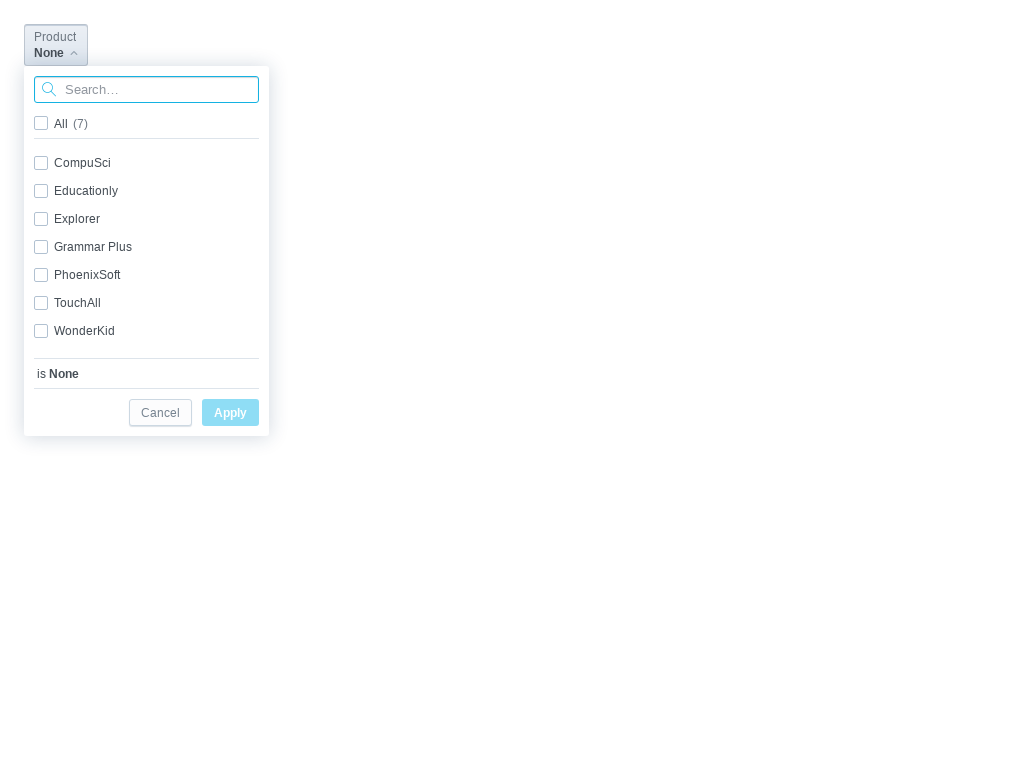 Product
None
Search…
All (7)
CompuSci
Educationly
Explorer
Grammar Plus
PhoenixSoft
TouchAll
WonderKid
is None
Cancel Apply